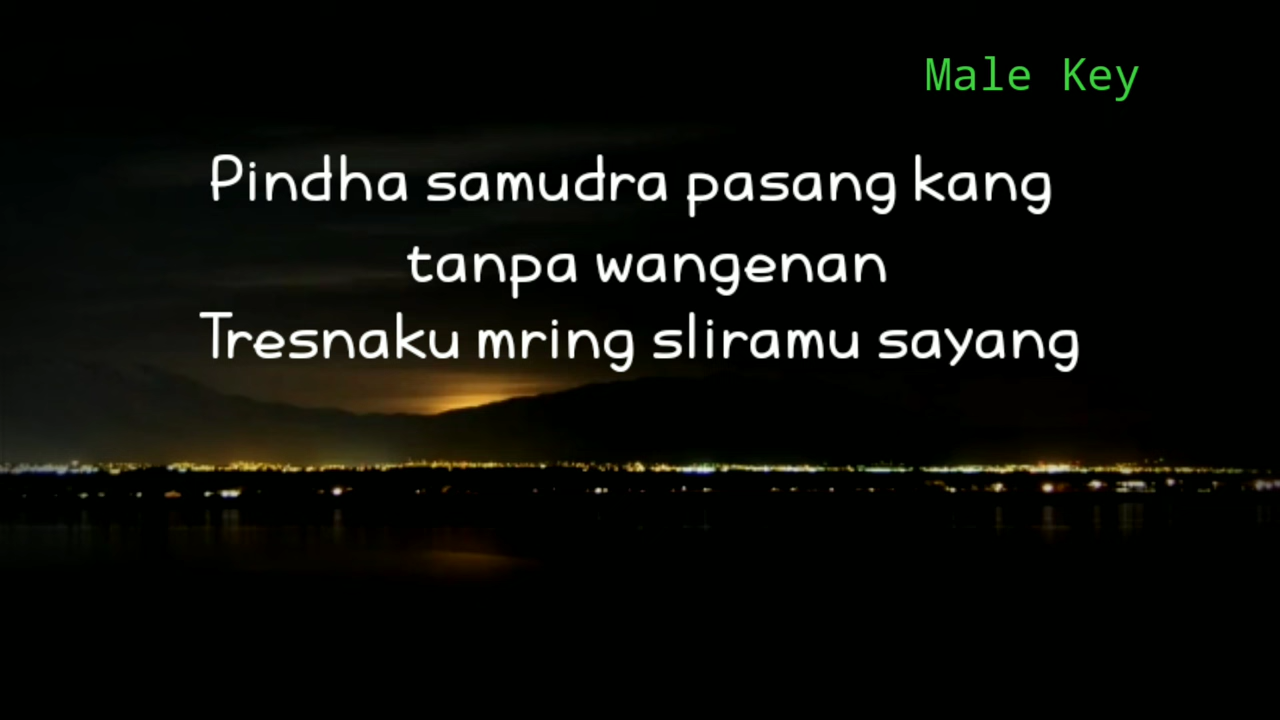 Male Key
Pindha samudra pasang kang
tanpa wangenan
Tresnaku mring sliramu sayang